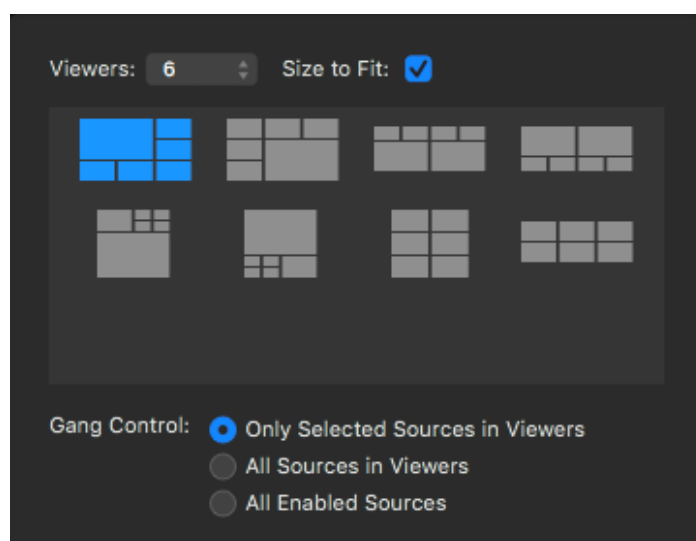 Viewers: 6 Size to Fit:
Gang Control: Only Selected Sources in Viewers
All Sources in Viewers
All Enabled Sources